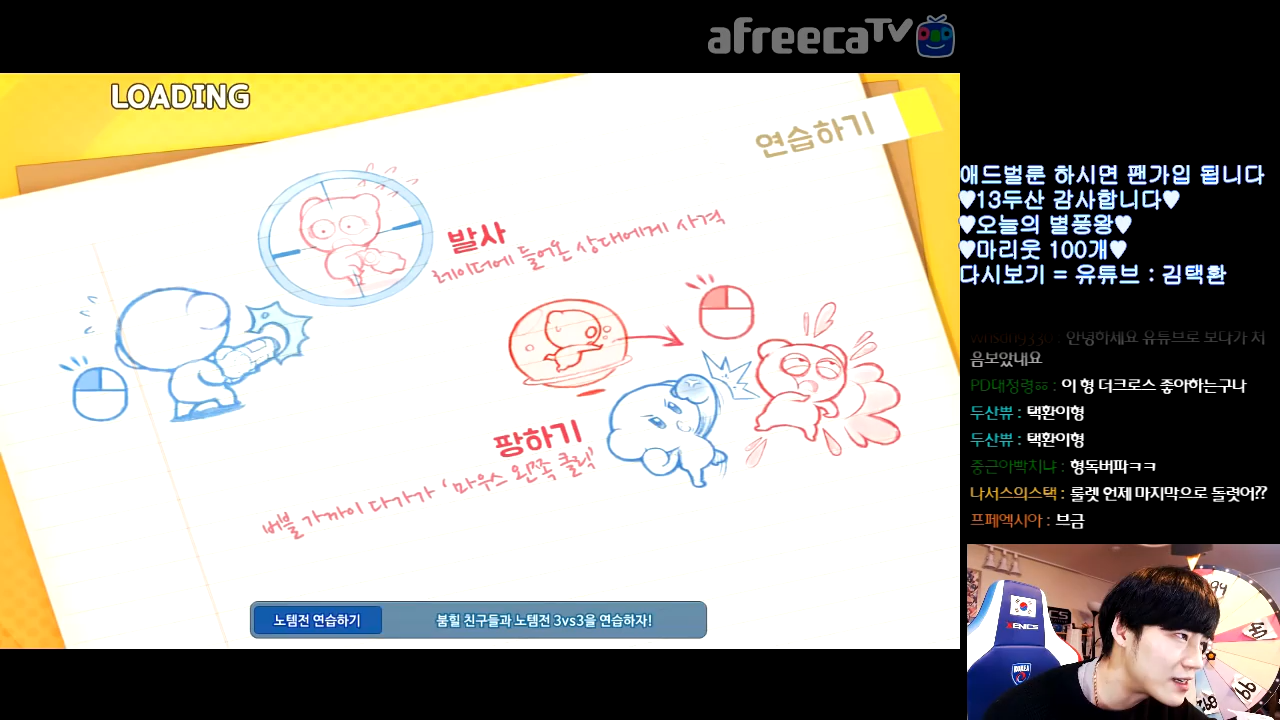 afreecaTV
LOADING
연습하기
발사
레이더에 들어온 상대에게 사격
팡하기
버블 가까이 다가가 ‘마우스 왼쪽 클릭’
노템전 연습하기
붐힐 친구들과 노템전 3vs3을 연습하자!
애드벌룬 하시면 팬가입 됩니다
♥13두산 감사합니다♥
♥오늘의 별풍왕♥
♥마리웃 100개♥
다시보기 = 유튜브 : 김택환
안녕하세요 유튜브로 보다가 처
음보았내요
PD대정령ㅎㅎ : 이 형 더크로스 좋아하는구나
두산쀼 : 택환이형
두산쀼 : 택환이형
중근아빡치냐 : 형독버파ㅋㅋ
나서스의스택 : 룰렛 언제 마지막으로 돌렷어??
프페엑시아 : 브금
XENICS
KOREA